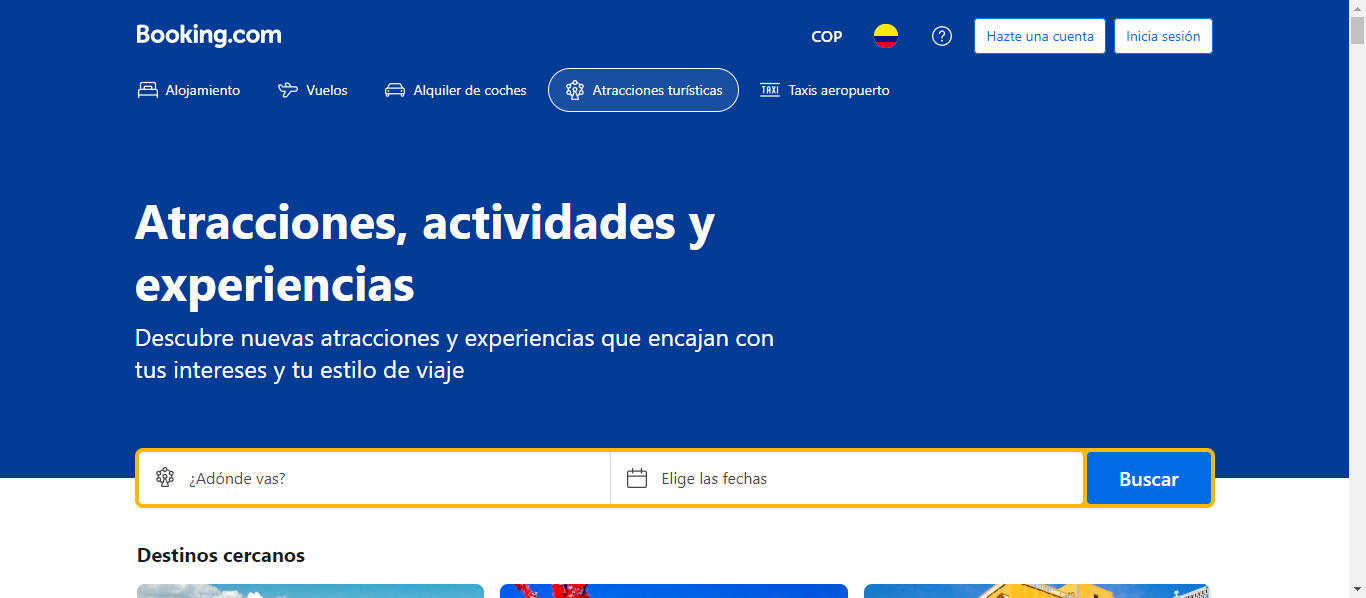 Booking.com
COP
Hazte una cuenta
Inicia sesión
Alojamiento
Vuelos
Alquiler de coches
Atracciones turísticas
TAXI
Taxis aeropuerto
Atracciones, actividades y
experiencias
Descubre nuevas atracciones y experiencias que encajan con
tus intereses y tu estilo de viaje
¿Adónde vas?
Elige las fechas
Buscar
Destinos cercanos